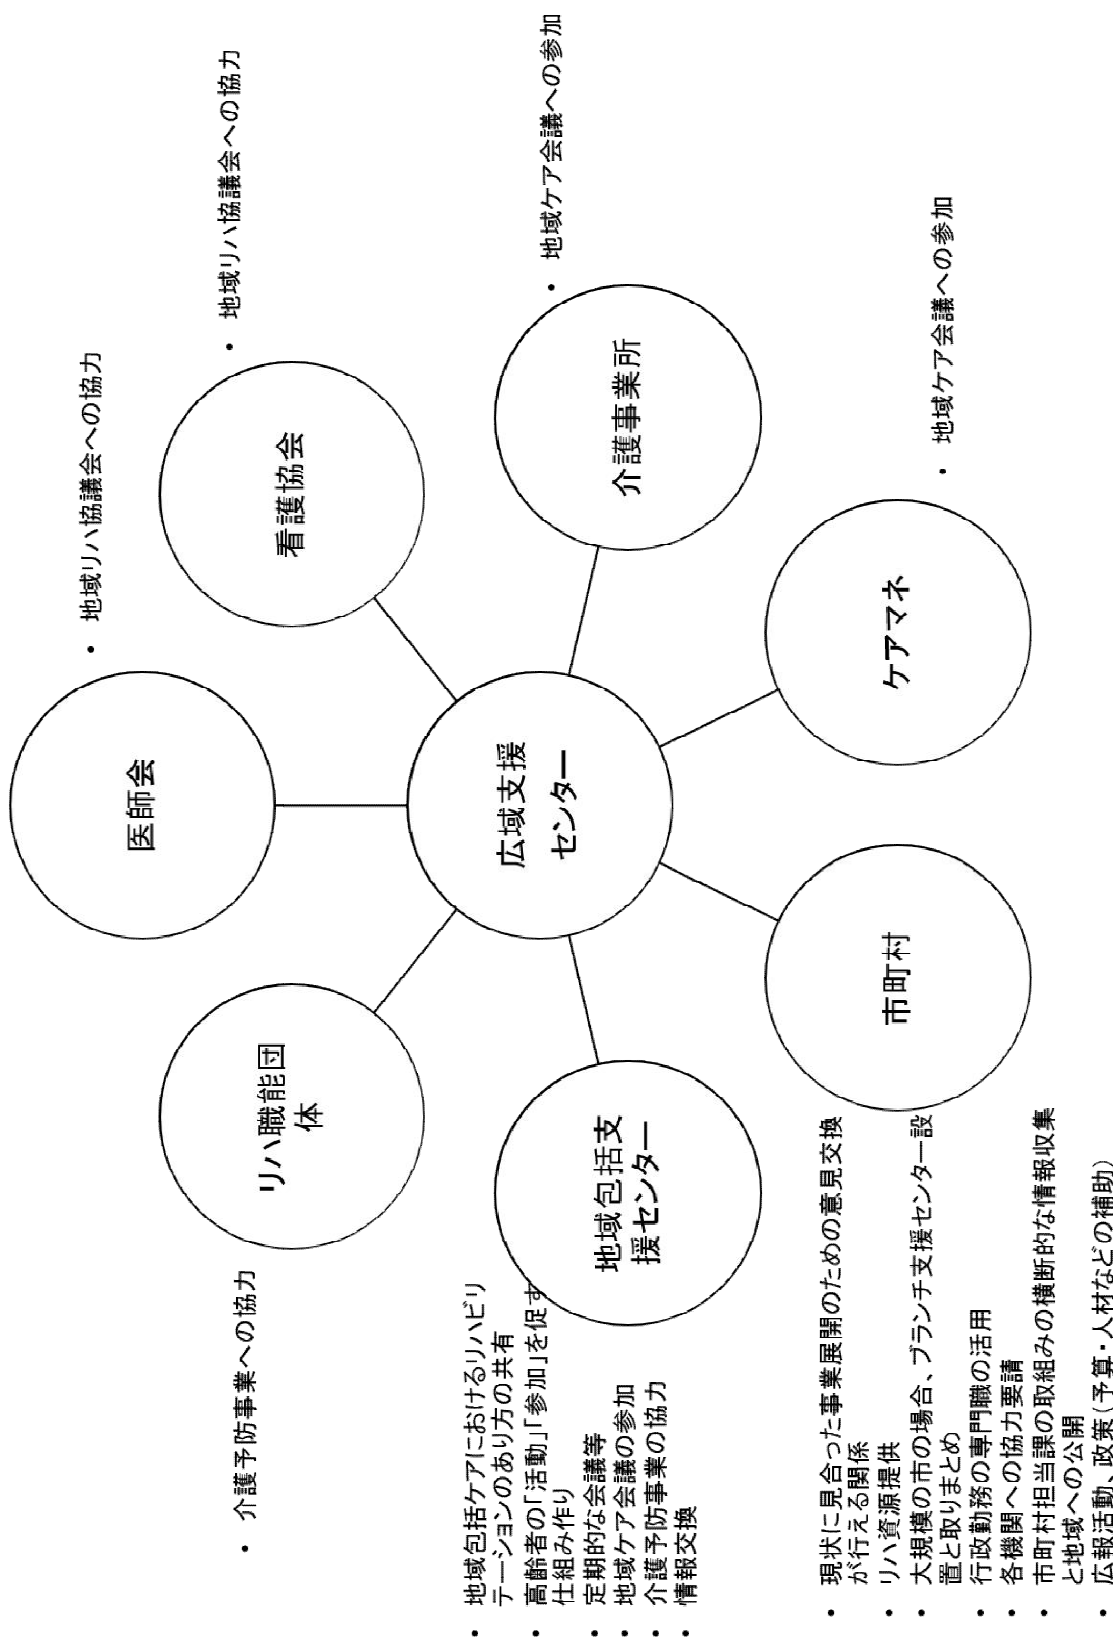 医師会
・ 地域リハ協議会への協力
看護協会
・ 地域リハ協議会への協力
介護事業所
・ 地域ケア会議への参加
ケアマネ
・ 地域ケア会議への参加
広域支援
センター
リハ職能団
体
・ 介護予防事業への協力
地域包括支
援センター
・ 地域包括ケアにおけるリハビリ
テーションのあり方の共有
・ 高齢者の「活動」「参加」を促す
仕組み作り
・ 定期的な会議等
・ 地域ケア会議の参加
・ 介護予防事業の協力
・ 情報交換
市町村
・ 現状に見合った事業展開のための意見交換
が行える関係
・ リハ資源提供
・ 大規模の市の場合、ブランチ支援センター設
置と取りまとめ
・ 行政勤務の専門職の活用
・ 各機関への協力要請
・ 市町村担当課の取組みの横断的な情報収集
と地域への公開
・ 広報活動、政策(予算・人材などの補助)